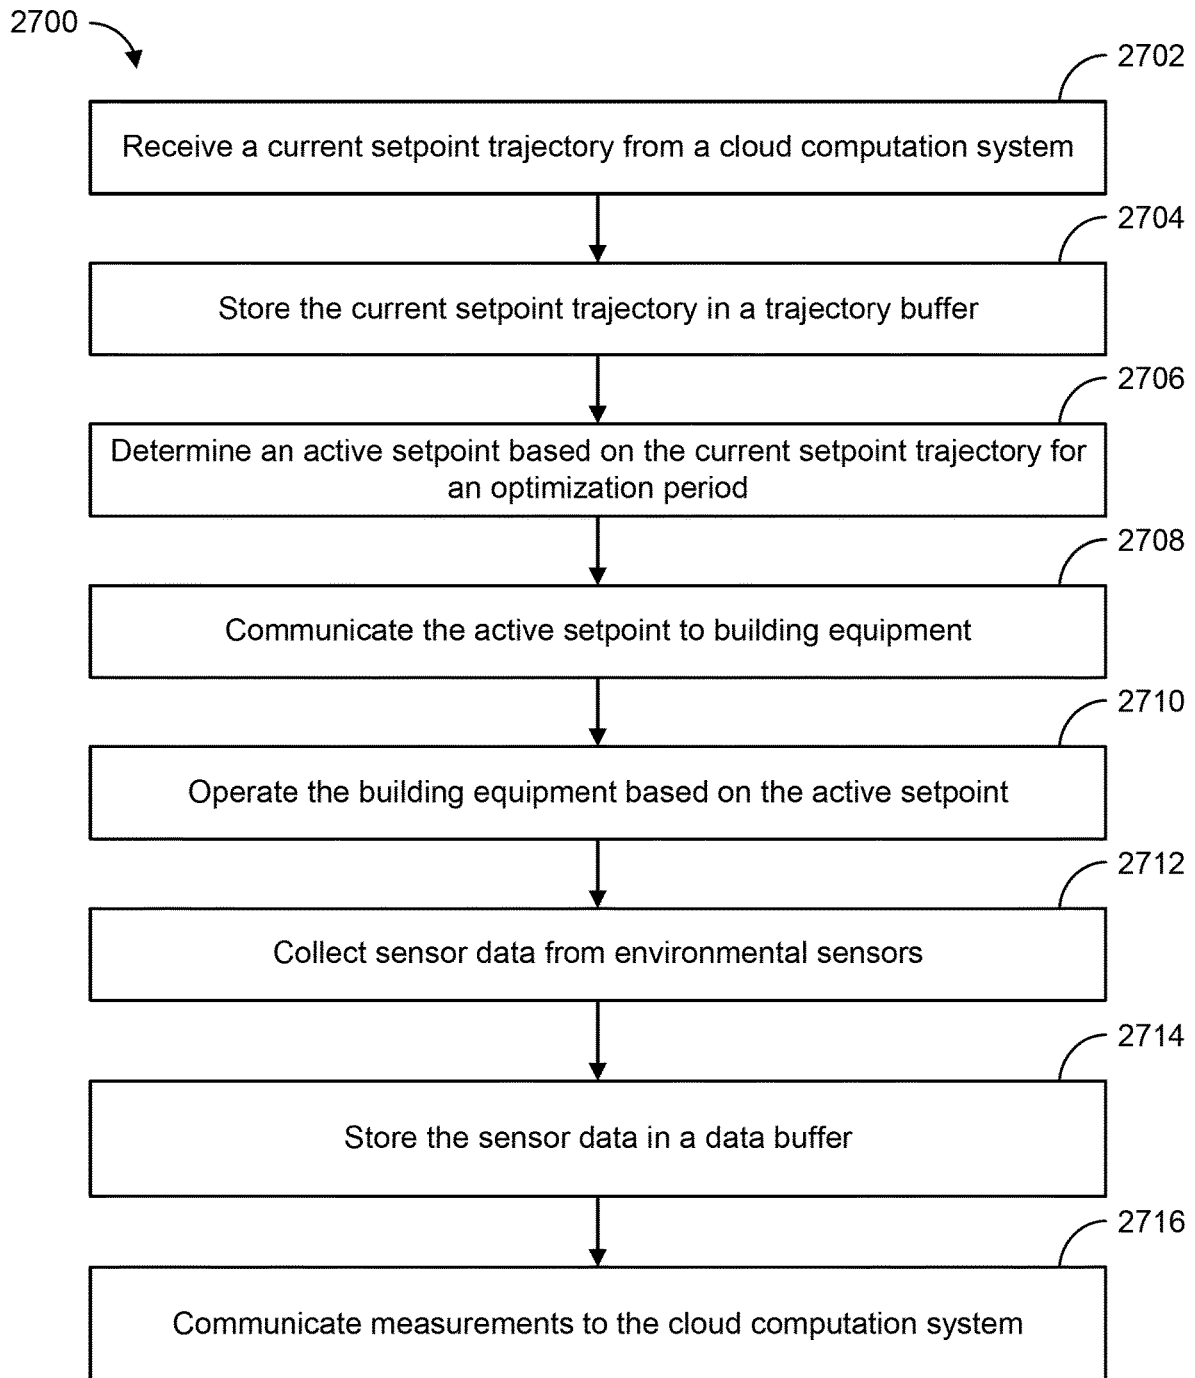 2700
2702
Receive a current setpoint trajectory from a cloud computation system
2704
Store the current setpoint trajectory in a trajectory buffer
2706
Determine an active setpoint based on the current setpoint trajectory for
an optimization period
2708
Communicate the active setpoint to building equipment
2710
Operate the building equipment based on the active setpoint
2712
Collect sensor data from environmental sensors
2714
Store the sensor data in a data buffer
2716
Communicate measurements to the cloud computation system